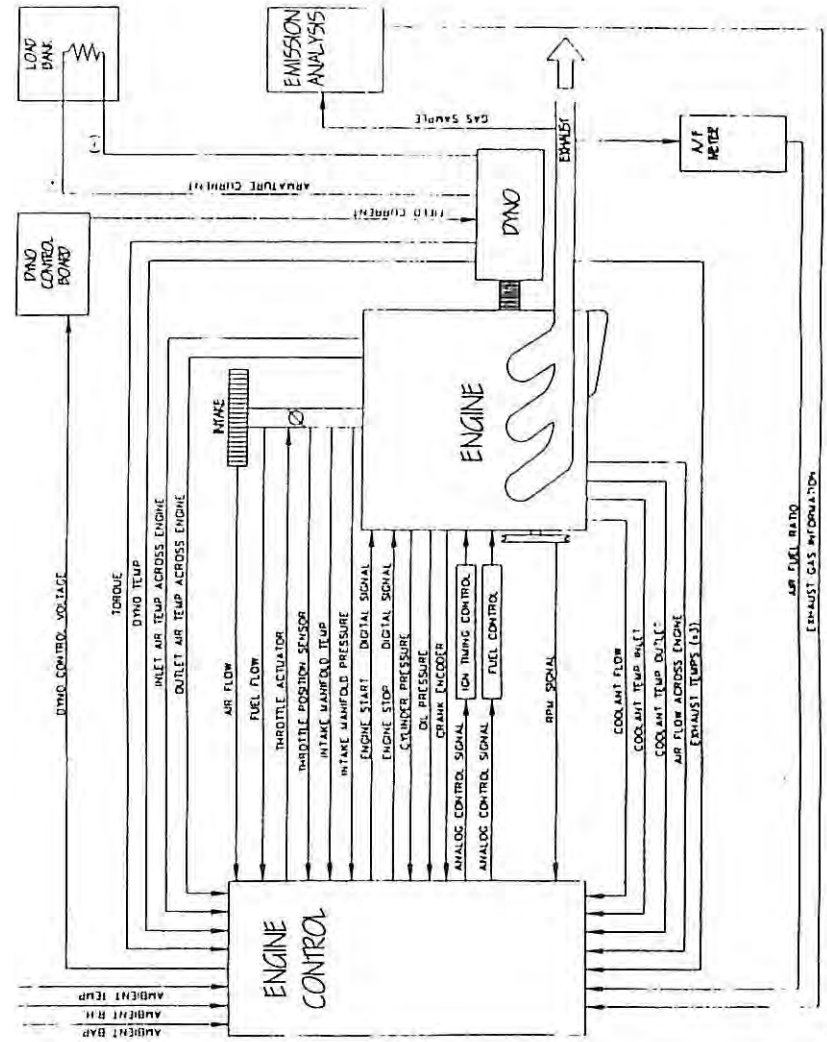 LOAD
BANK
(-)
EMISSION
ANALYSIS
GAS SAMPLE
EXHAUST
A/F
METER
ARMATURE CURRENT
FIELD CURRENT
DYNO
CONTROL
BOARD
DYNO
ENGINE
INTAKE
DYNO CONTROL VOLTAGE
TORQUE
DYNO TEMP
INLET AIR TEMP ACROSS ENGINE
OUTLET AIR TEMP ACROSS ENGINE
AIR FLOW
FUEL FLOW
THROTTLE ACTUATOR
THROTTLE POSITION SENSOR
INTAKE MANIFOLD TEMP
INTAKE MANIFOLD PRESSURE
ENGINE START DIGITAL SIGNAL
ENGINE STOP DIGITAL SIGNAL
CYLINDER PRESSURE
OIL PRESSURE
CRANK ENCODER
ANALOG CONTROL SIGNAL
IGN TIMING CONTROL
ANALOG CONTROL SIGNAL
FUEL CONTROL
RPM SIGNAL
COOLANT FLOW
COOLANT TEMP INLET
COOLANT TEMP OUTLET
AIR FLOW ACROSS ENGINE
EXHAUST TEMPS (x3)
AIR FUEL RATIO
EXHAUST GAS INFORMATION
ENGINE
CONTROL
AMBIENT TEMP
AMBIENT R.H.
AMBIENT BAR